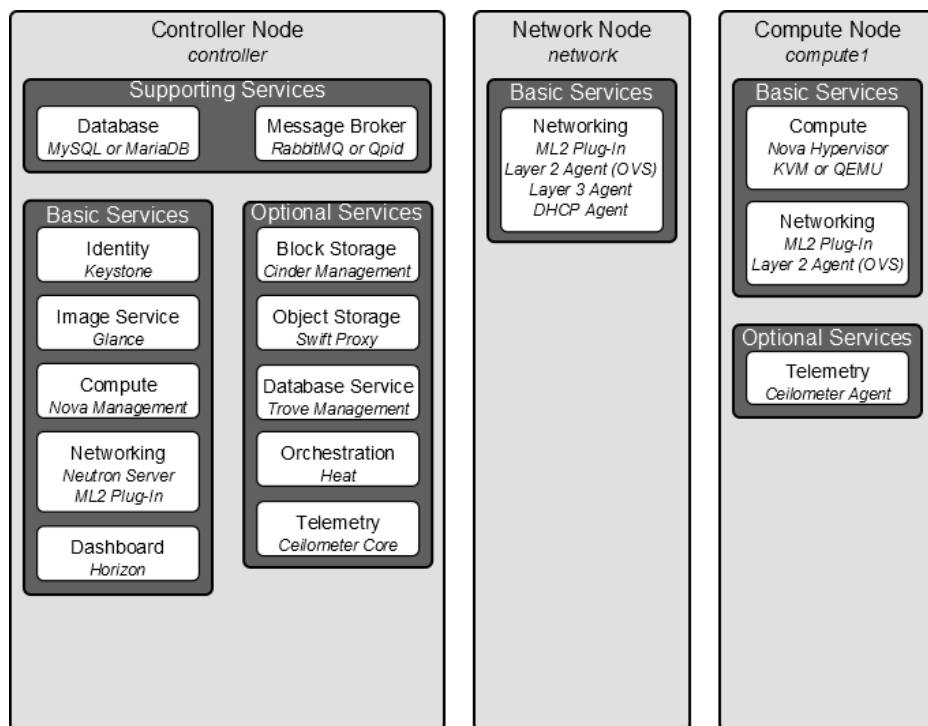 Controller Node
controller
Supporting Services
Database
MySQL or MariaDB
Message Broker
RabbitMQ or Qpid
Basic Services
Identity
Keystone
Image Service
Glance
Compute
Nova Management
Networking
Neutron Server
ML2 Plug-In
Dashboard
Horizon
Optional Services
Block Storage
Cinder Management
Object Storage
Swift Proxy
Database Service
Trove Management
Orchestration
Heat
Telemetry
Ceilometer Core
Network Node
network
Basic Services
Networking
ML2 Plug-In
Layer 2 Agent (OVS)
Layer 3 Agent
DHCP Agent
Compute Node
compute1
Basic Services
Compute
Nova Hypervisor
KVM or QEMU
Networking
ML2 Plug-In
Layer 2 Agent (OVS)
Optional Services
Telemetry
Ceilometer Agent